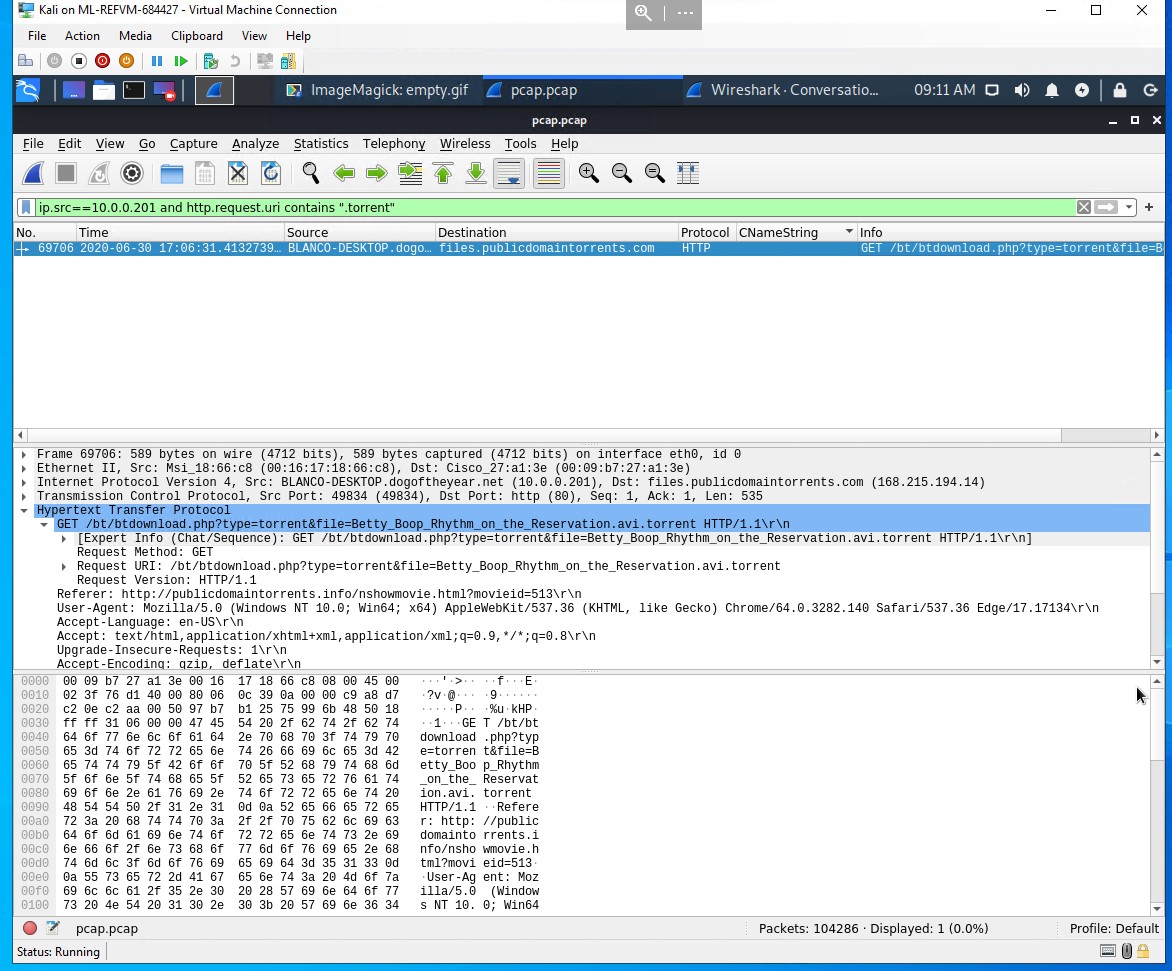 Kali on ML-REFVM-684427 - Virtual Machine Connection
File Action Media Clipboard View Help
ImageMagick: empty.gif pcap.pcap Wireshark · Conversatio... 09:11 AM
pcap.pcap
File Edit View Go Capture Analyze Statistics Telephony Wireless Tools Help
ip.src==10.0.0.201 and http.request.uri contains ".torrent"
No. Time Source Destination Protocol CNameString Info
69706 2020-06-30 17:06:31.4132739… BLANCO-DESKTOP.dogo… files.publicdomaintorrents.com HTTP GET /bt/btdownload.php?type=torrent&file=B
Frame 69706: 589 bytes on wire (4712 bits), 589 bytes captured (4712 bits) on interface eth0, id 0
Ethernet II, Src: Msi_18:66:c8 (00:16:17:18:66:c8), Dst: Cisco_27:a1:3e (00:09:b7:27:a1:3e)
Internet Protocol Version 4, Src: BLANCO-DESKTOP.dogoftheyear.net (10.0.0.201), Dst: files.publicdomaintorrents.com (168.215.194.14)
Transmission Control Protocol, Src Port: 49834 (49834), Dst Port: http (80), Seq: 1, Ack: 1, Len: 535
Hypertext Transfer Protocol
GET /bt/btdownload.php?type=torrent&file=Betty_Boop_Rhythm_on_the_Reservation.avi.torrent HTTP/1.1\r\n
[Expert Info (Chat/Sequence): GET /bt/btdownload.php?type=torrent&file=Betty_Boop_Rhythm_on_the_Reservation.avi.torrent HTTP/1.1\r\n]
Request Method: GET
Request URI: /bt/btdownload.php?type=torrent&file=Betty_Boop_Rhythm_on_the_Reservation.avi.torrent
Request Version: HTTP/1.1
Referer: http://publicdomaintorrents.info/nshowmovie.html?movieid=513\r\n
User-Agent: Mozilla/5.0 (Windows NT 10.0; Win64; x64) AppleWebKit/537.36 (KHTML, like Gecko) Chrome/64.0.3282.140 Safari/537.36 Edge/17.17134\r\n
Accept-Language: en-US\r\n
Accept: text/html,application/xhtml+xml,application/xml;q=0.9,*/*;q=0.8\r\n
Upgrade-Insecure-Requests: 1\r\n
Accept-Encoding: gzip, deflate\r\n
0000 00 09 b7 27 a1 3e 00 16 17 18 66 c8 08 00 45 00 ···'·>·· ··f···E·
0010 02 3f 76 d1 40 00 80 06 0c 39 0a 00 00 c9 a8 d7 ·?v·@··· ·9······
0020 c2 0e c2 aa 00 50 97 b7 b1 25 75 99 6b 48 50 18 ·····P·· ·%u·kHP·
0030 ff ff 31 06 00 00 47 45 54 20 2f 62 74 2f 62 74 ··1···GE T /bt/bt
0040 64 6f 77 6e 6c 6f 61 64 2e 70 68 70 3f 74 79 70 download .php?typ
0050 65 3d 74 6f 72 72 65 6e 74 26 66 69 6c 65 3d 42 e=torren t&file=B
0060 65 74 74 79 5f 42 6f 6f 70 5f 52 68 79 74 68 6d etty_Boo p_Rhythm
0070 5f 6f 6e 5f 74 68 65 5f 52 65 73 65 72 76 61 74 _on_the_ Reservat
0080 69 6f 6e 2e 61 76 69 2e 74 6f 72 72 65 6e 74 20 ion.avi. torrent
0090 48 54 54 50 2f 31 2e 31 0d 0a 52 65 66 65 72 65 HTTP/1.1 ··Refere
00a0 72 3a 20 68 74 74 70 3a 2f 2f 70 75 62 6c 69 63 r: http: //public
00b0 64 6f 6d 61 69 6e 74 6f 72 72 65 6e 74 73 2e 69 domainto rrents.i
00c0 6e 66 6f 2f 6e 73 68 6f 77 6d 6f 76 69 65 2e 68 nfo/nsho wmovie.h
00d0 74 6d 6c 3f 6d 6f 76 69 65 69 64 3d 35 31 33 0d tml?movi eid=513·
00e0 0a 55 73 65 72 2d 41 67 65 6e 74 3a 20 4d 6f 7a ·User-Ag ent: Moz
00f0 69 6c 6c 61 2f 35 2e 30 20 28 57 69 6e 64 6f 77 illa/5.0 (Window
0100 73 20 4e 54 20 31 30 2e 30 3b 20 57 69 6e 36 34 s NT 10. 0; Win64
pcap.pcap Packets: 104286 · Displayed: 1 (0.0%) Profile: Default
Status: Running